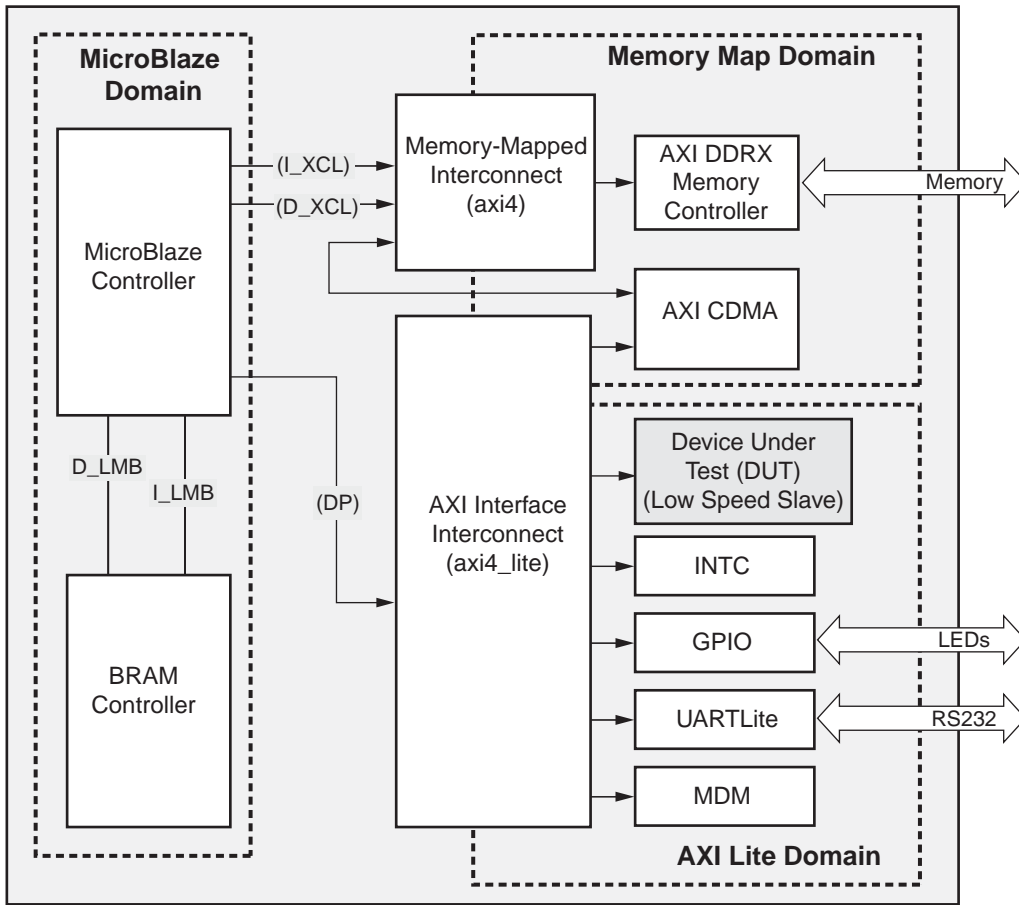 MicroBlaze
Domain
Memory Map Domain
MicroBlaze
Controller
(I_XCL)
(D_XCL)
Memory-Mapped
Interconnect
(axi4)
AXI DDRX
Memory
Controller
Memory
AXI CDMA
D_LMB
I_LMB
(DP)
AXI Interface
Interconnect
(axi4_lite)
Device Under
Test (DUT)
(Low Speed Slave)
INTC
GPIO
LEDs
BRAM
Controller
UARTLite
RS232
MDM
AXI Lite Domain